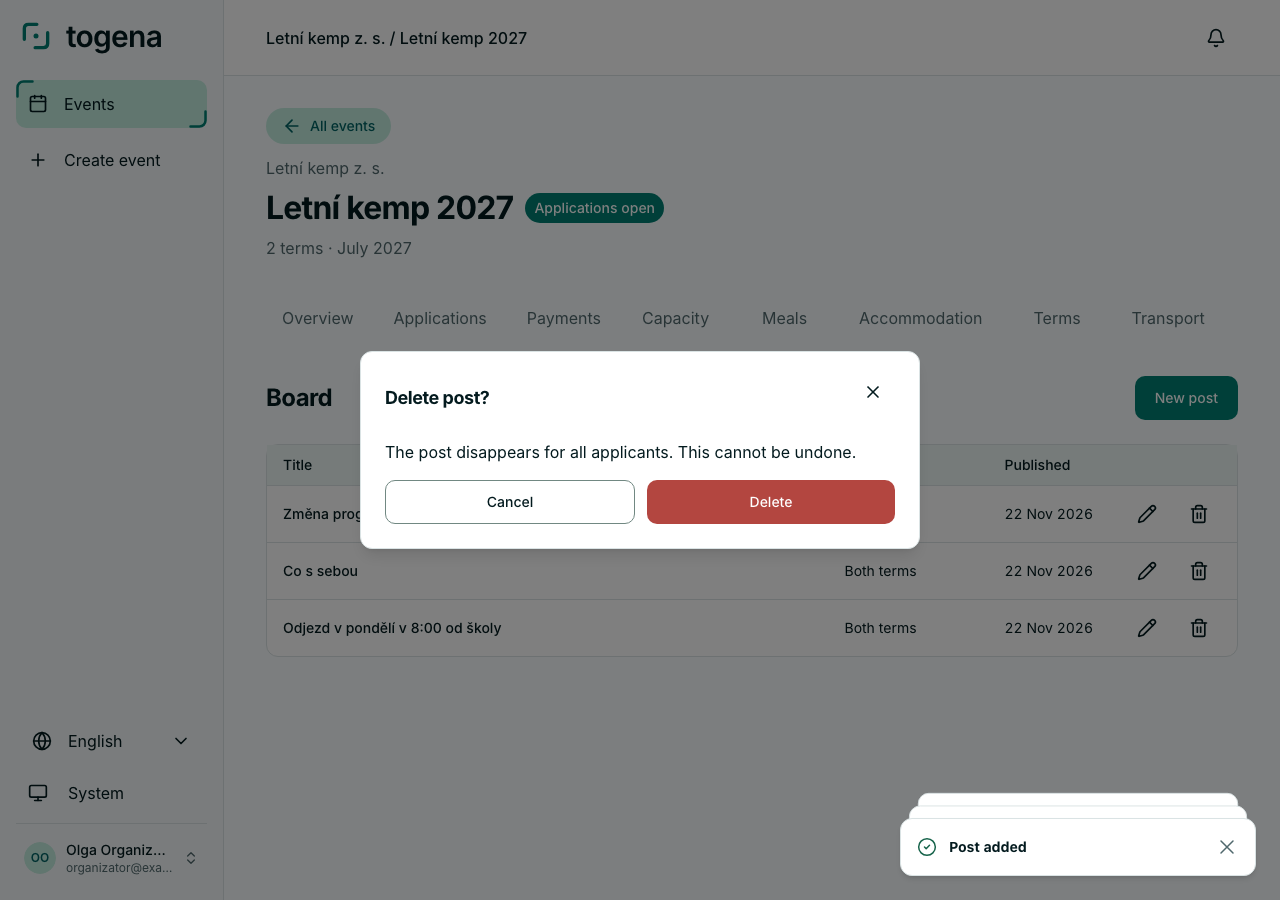 togena
Letní kemp z. s. / Letní kemp 2027
Events
Create event
All events
Letní kemp z. s.
Letní kemp 2027
Applications open
2 terms · July 2027
Overview
Applications
Payments
Capacity
Meals
Accommodation
Terms
Transport
Board
New post
Delete post?
The post disappears for all applicants. This cannot be undone.
Cancel
Delete
Title
Published
Změna
22 Nov 2026
Co s sebou
Both terms
22 Nov 2026
Odjezd v pondělí v 8:00 od školy
Both terms
22 Nov 2026
English
System
OO
Olga Organiz...
organizator@exa...
Post added